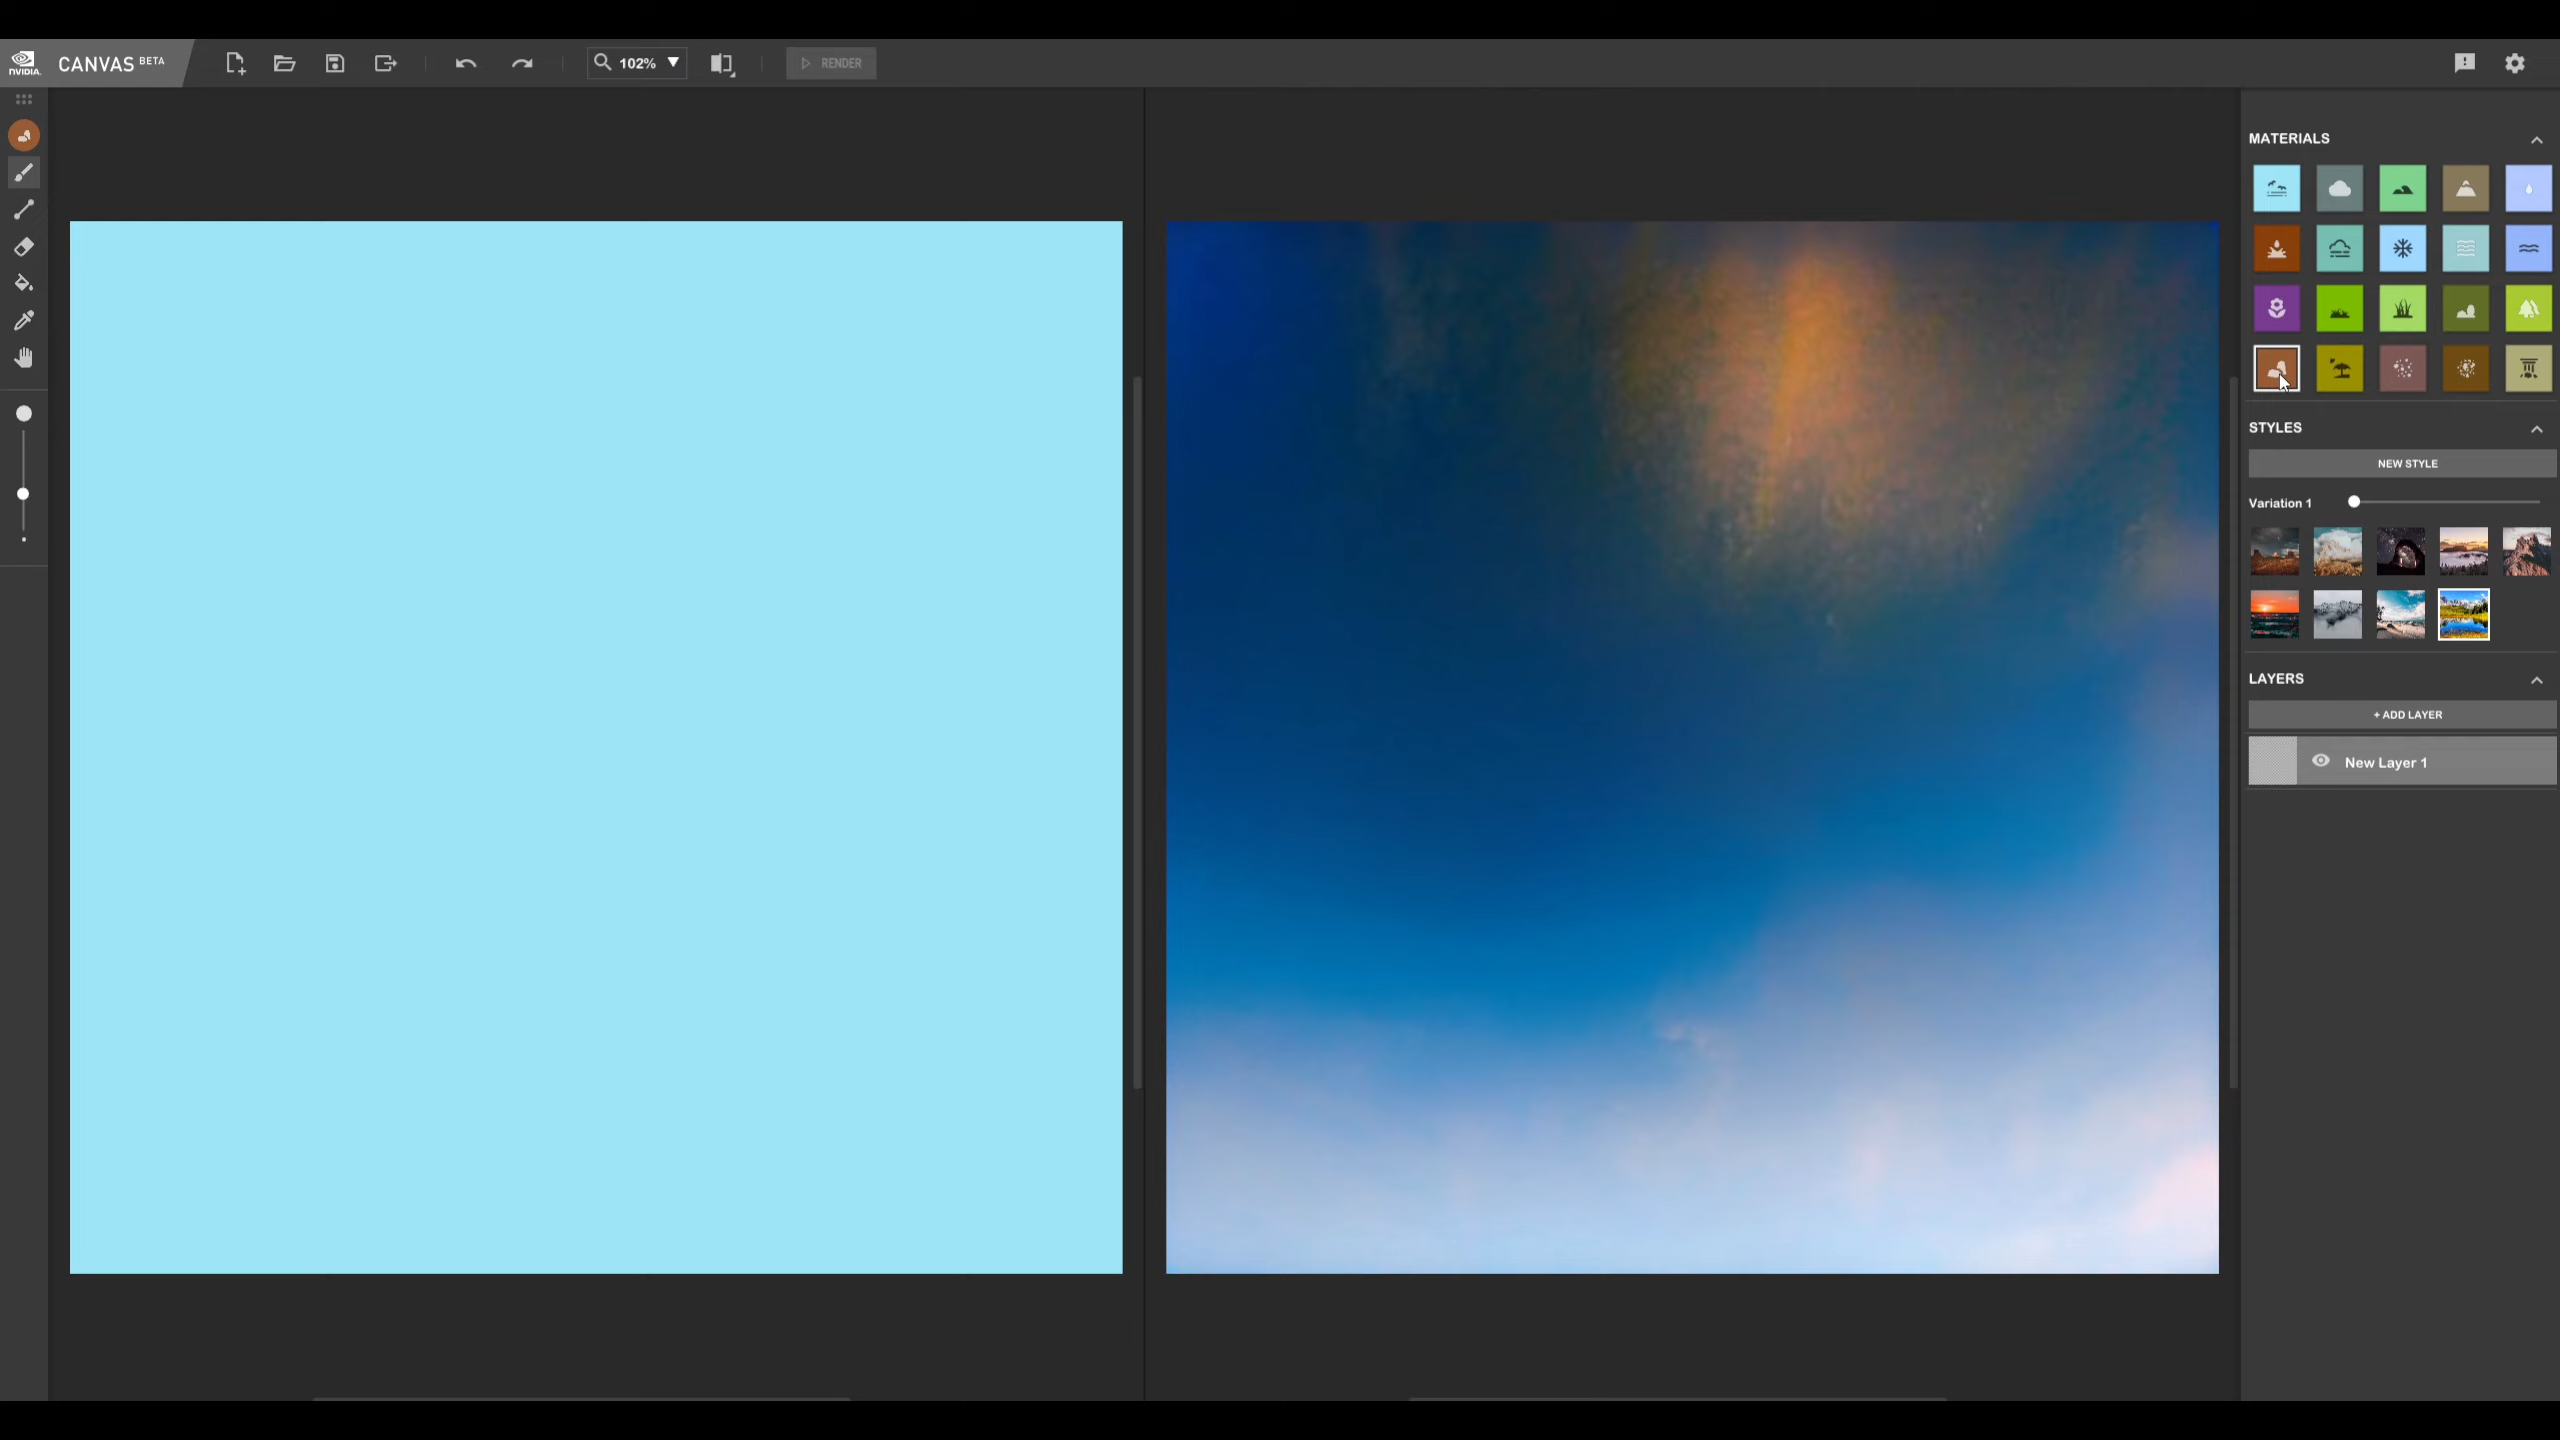 NVIDIA. CANVAS BETA 102% RENDER
MATERIALS
STYLES
NEW STYLE
Variation 1
LAYERS
+ ADD LAYER
New Layer 1